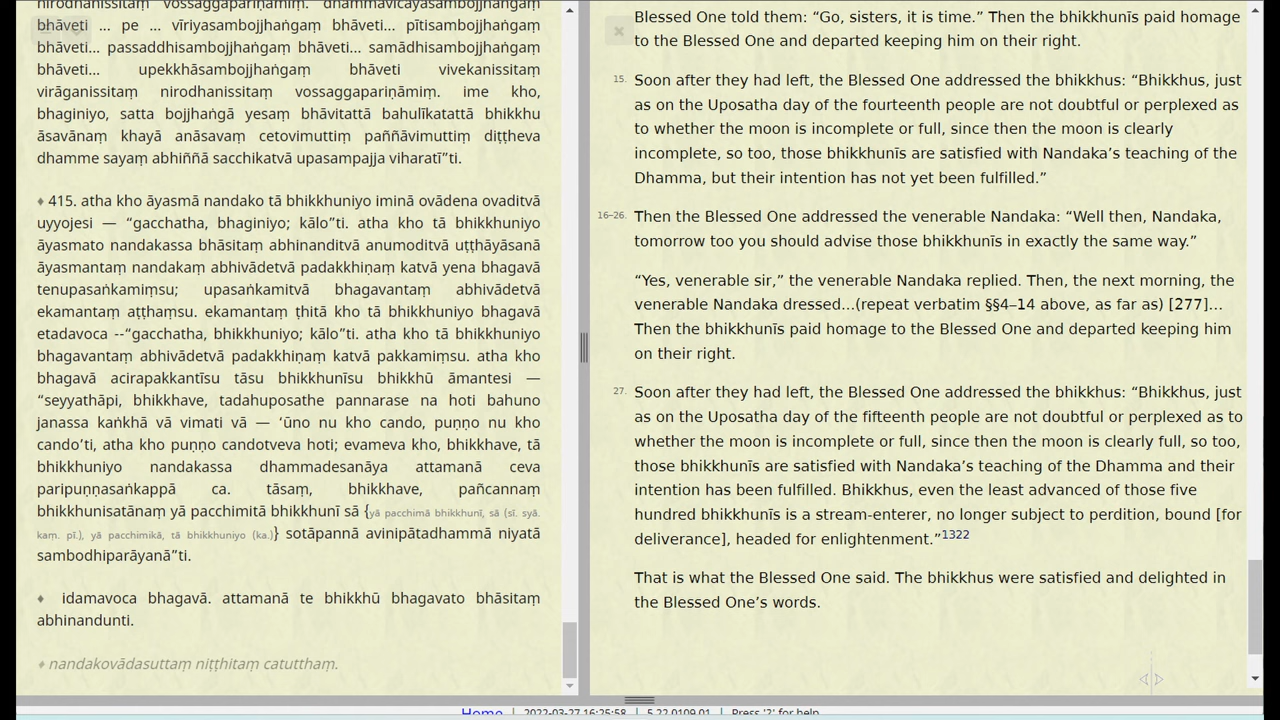 nirodhanissitaṃ vossaggapariṇāmiṃ. dhammavicayasambojjhaṅgaṃ
bhāveti ... pe ... vīriyasambojjhaṅgaṃ bhāveti... pītisambojjhaṅgaṃ
bhāveti... passaddhisambojjhaṅgaṃ bhāveti... samādhisambojjhaṅgaṃ
bhāveti... upekkhāsambojjhaṅgaṃ bhāveti vivekanissitaṃ
virāganissitaṃ nirodhanissitaṃ vossaggapariṇāmiṃ. ime kho,
bhaginiyo, satta bojjhaṅgā yesaṃ bhāvitattā bahulīkatattā bhikkhu
āsavānaṃ khayā anāsavaṃ cetovimuttiṃ paññāvimuttiṃ diṭṭheva
dhamme sayaṃ abhiññā sacchikatvā upasampajja viharatī”ti.
♦ 415. atha kho āyasmā nandako tā bhikkhuniyo iminā ovādena ovaditvā
uyyojesi — “gacchatha, bhaginiyo; kālo”ti. atha kho tā bhikkhuniyo
āyasmato nandakassa bhāsitaṃ abhinanditvā anumoditvā uṭṭhāyāsanā
āyasmantaṃ nandakaṃ abhivādetvā padakkhiṇaṃ katvā yena bhagavā
tenupasaṅkamiṃsu; upasaṅkamitvā bhagavantaṃ abhivādetvā
ekamantaṃ aṭṭhaṃsu. ekamantaṃ ṭhitā kho tā bhikkhuniyo bhagavā
etadavoca --“gacchatha, bhikkhuniyo; kālo”ti. atha kho tā bhikkhuniyo
bhagavantaṃ abhivādetvā padakkhiṇaṃ katvā pakkamiṃsu. atha kho
bhagavā acirapakkantīsu tāsu bhikkhunīsu bhikkhū āmantesi —
“seyyathāpi, bhikkhave, tadahuposathe pannarase na hoti bahuno
janassa kaṅkhā vā vimati vā — ‘ūno nu kho cando, puṇṇo nu kho
cando’ti, atha kho puṇṇo candotveva hoti; evameva kho, bhikkhave, tā
bhikkhuniyo nandakassa dhammadesanāya attamanā ceva
paripuṇṇasaṅkappā ca. tāsaṃ, bhikkhave, pañcannaṃ
bhikkhunisatānaṃ yā pacchimitā bhikkhunī sā {yā pacchimā bhikkhunī, sā (sī. syā.
kaṃ. pī.), yā pacchimikā, tā bhikkhuniyo (ka.)} sotāpannā avinipātadhammā niyatā
sambodhiparāyanā”ti.
♦ idamavoca bhagavā. attamanā te bhikkhū bhagavato bhāsitaṃ
abhinandunti.
♦ nandakovādasuttaṃ niṭṭhitaṃ catutthaṃ.
Blessed One told them: “Go, sisters, it is time.” Then the bhikkhunīs paid homage
to the Blessed One and departed keeping him on their right.
15. Soon after they had left, the Blessed One addressed the bhikkhus: “Bhikkhus, just
as on the Uposatha day of the fourteenth people are not doubtful or perplexed as
to whether the moon is incomplete or full, since then the moon is clearly
incomplete, so too, those bhikkhunīs are satisfied with Nandaka’s teaching of the
Dhamma, but their intention has not yet been fulfilled.”
16–26. Then the Blessed One addressed the venerable Nandaka: “Well then, Nandaka,
tomorrow too you should advise those bhikkhunīs in exactly the same way.”
“Yes, venerable sir,” the venerable Nandaka replied. Then, the next morning, the
venerable Nandaka dressed…(repeat verbatim §§4–14 above, as far as) [277]…
Then the bhikkhunīs paid homage to the Blessed One and departed keeping him
on their right.
27. Soon after they had left, the Blessed One addressed the bhikkhus: “Bhikkhus, just
as on the Uposatha day of the fifteenth people are not doubtful or perplexed as to
whether the moon is incomplete or full, since then the moon is clearly full, so too,
those bhikkhunīs are satisfied with Nandaka’s teaching of the Dhamma and their
intention has been fulfilled. Bhikkhus, even the least advanced of those five
hundred bhikkhunīs is a stream-enterer, no longer subject to perdition, bound [for
deliverance], headed for enlightenment.”1322
That is what the Blessed One said. The bhikkhus were satisfied and delighted in
the Blessed One’s words.
Home | 2022-03-27 16:25:58 | 5.22.0109.01 | Press '?' for help